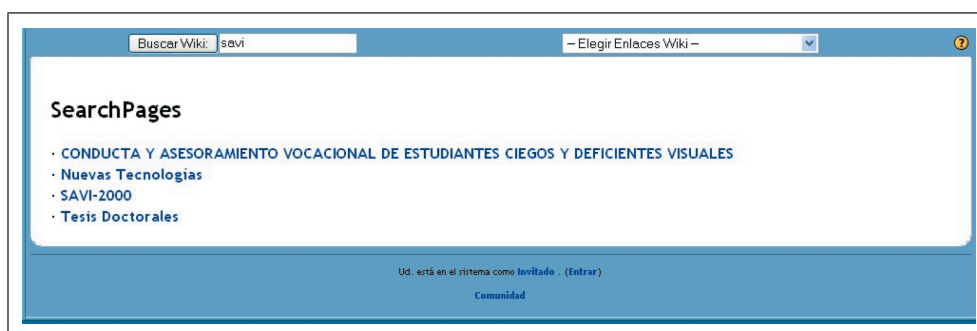 Buscar Wiki: savi -- Elegir Enlaces Wiki --
SearchPages
· CONDUCTA Y ASESORAMIENTO VOCACIONAL DE ESTUDIANTES CIEGOS Y DEFICIENTES VISUALES
· Nuevas Tecnologías
· SAVI-2000
· Tesis Doctorales
Ud. está en el sistema como Invitado . (Entrar)
Comunidad